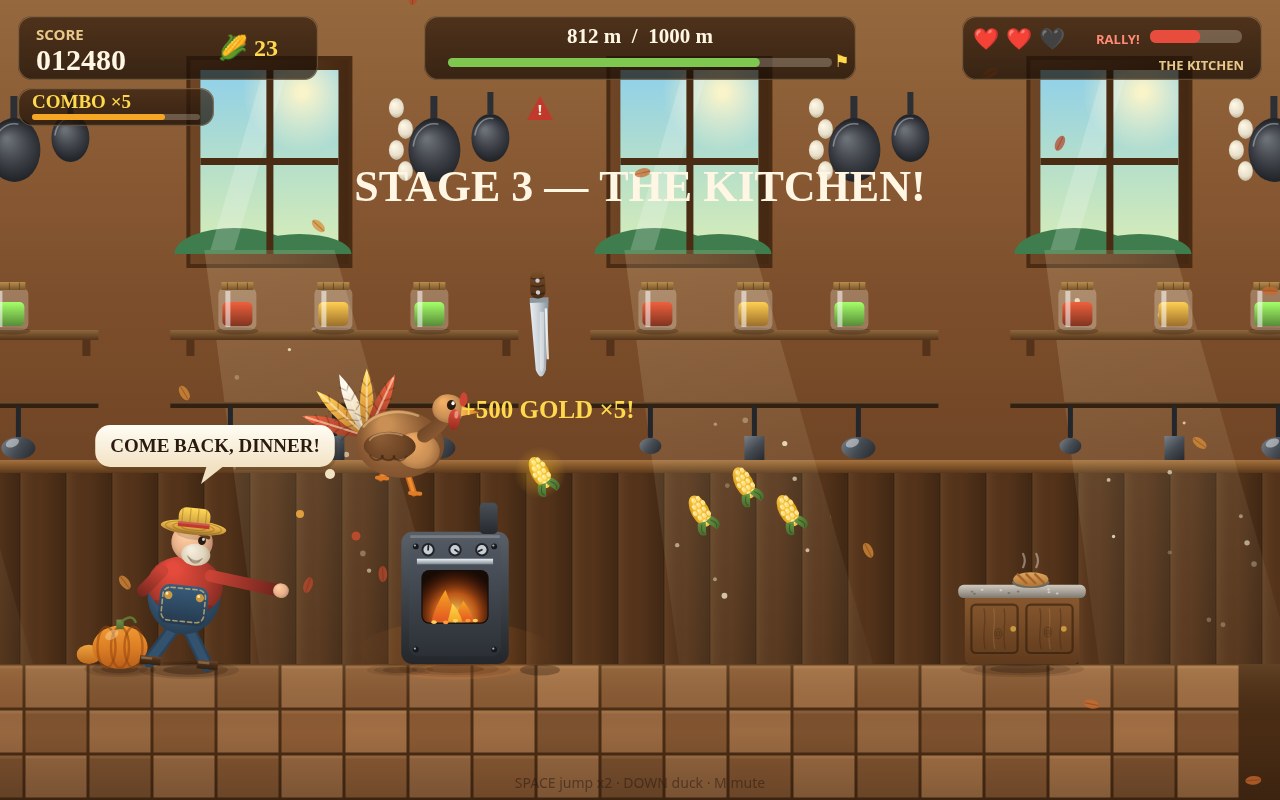 SCORE
012480
🌽 23
812 m / 1000 m
RALLY!
THE KITCHEN
COMBO ×5
!
STAGE 3 — THE KITCHEN!
+500 GOLD ×5!
COME BACK, DINNER!
SPACE jump x2 · DOWN duck · M mute